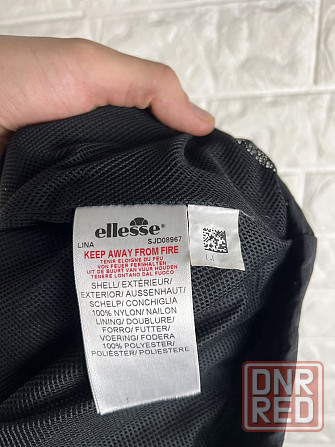 ellesse®
LINA SJD08967
KEEP AWAY FROM FIRE
TENIR ELOIGNE DU FEU
VON FEUER FERNHALTEN
UIT DE BUURT VAN VUUR HOUDEN
TENERE LONTANO DAL FUOCO
SHELL/EXTERIEUR/
EXTERIOR/AUSSENHAUT/
SCHELP/CONCHIGLIA
100% NYLON/NAILON
LINING/DOUBLURE/
FORRO/FUTTER/
VOERING/FODERA
100% POLYESTER/
POLIÉSTER/POLIESTERE
DNR
RED